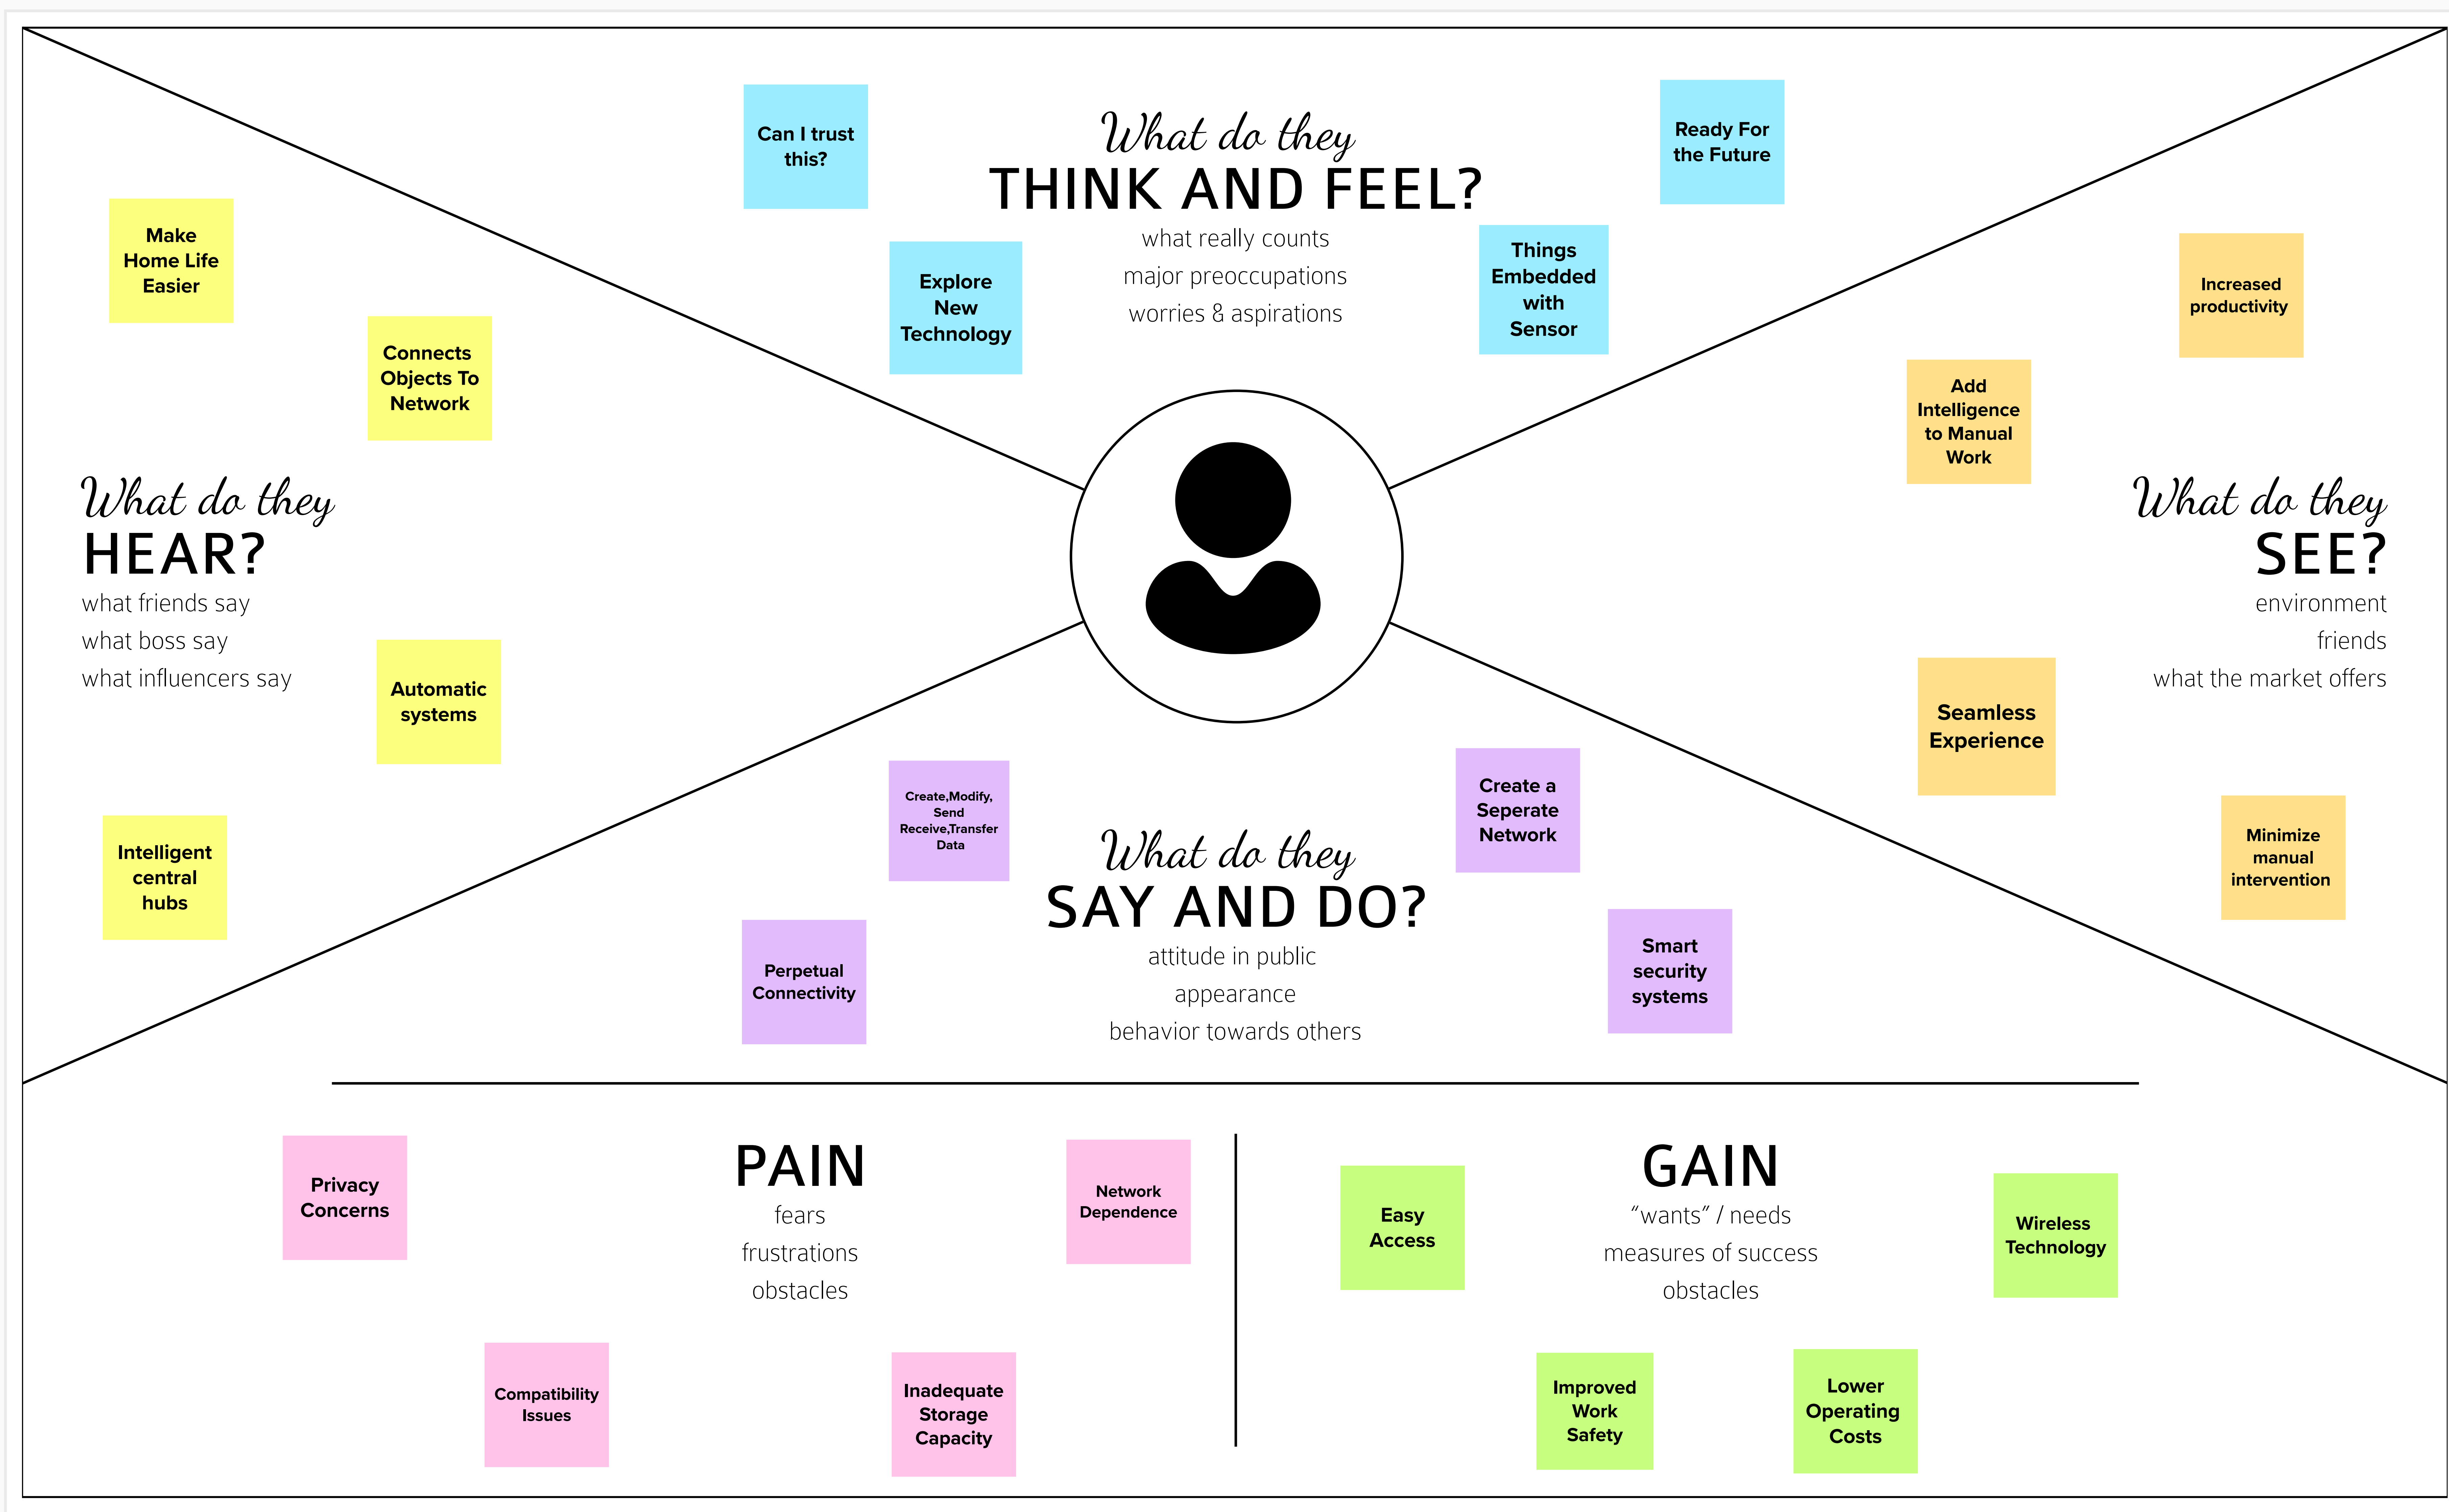 What do they
THINK AND FEEL?
what really counts
major preoccupations
worries & aspirations
Can I trust
this?
Explore
New
Technology
Ready For
the Future
Things
Embedded
with
Sensor
Make
Home Life
Easier
Connects
Objects To
Network
What do they
HEAR?
what friends say
what boss say
what influencers say
Automatic
systems
Intelligent
central
hubs
Increased
productivity
Add
Intelligence
to Manual
Work
What do they
SEE?
environment
friends
what the market offers
Seamless
Experience
Minimize
manual
intervention
Create,Modify,
Send
Receive,Transfer
Data
Perpetual
Connectivity
What do they
SAY AND DO?
attitude in public
appearance
behavior towards others
Create a
Seperate
Network
Smart
security
systems
PAIN
fears
frustrations
obstacles
Privacy
Concerns
Network
Dependence
Compatibility
Issues
Inadequate
Storage
Capacity
GAIN
“wants” / needs
measures of success
obstacles
Easy
Access
Wireless
Technology
Improved
Work
Safety
Lower
Operating
Costs